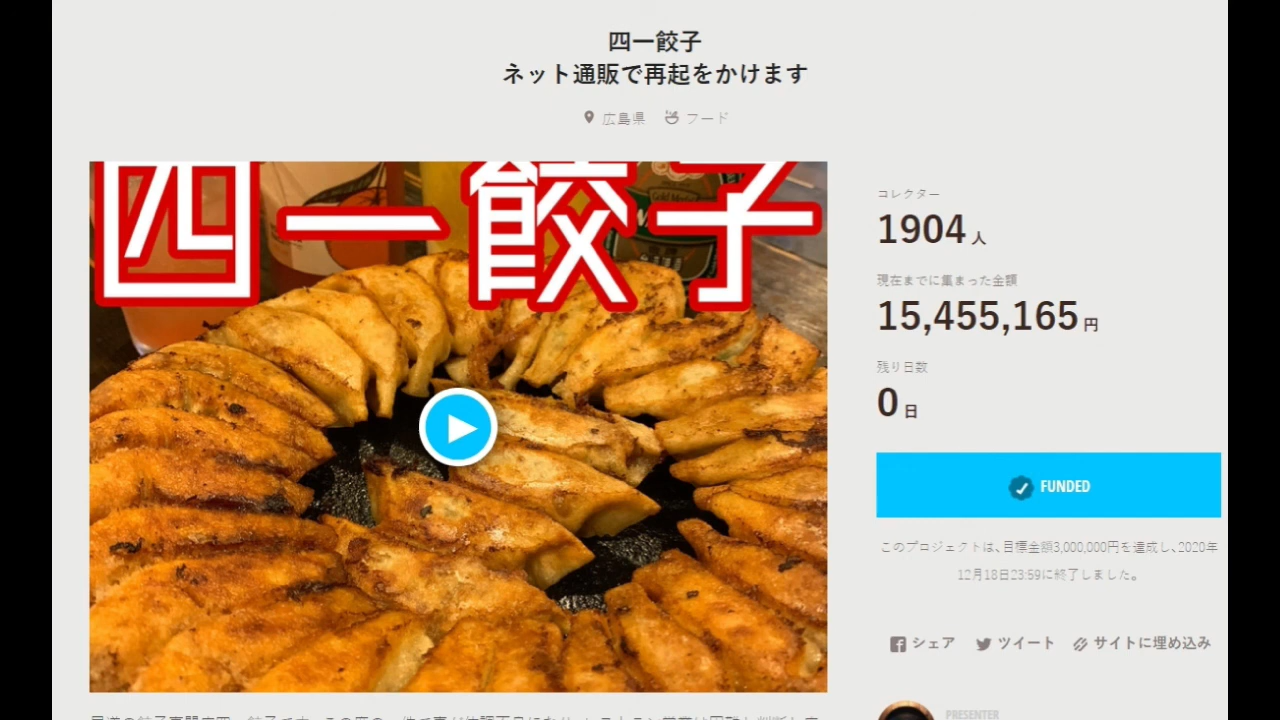 四一餃子
ネット通販で再起をかけます
広島県 フード
四一餃子
コレクター
1904人
現在までに集まった金額
15,455,165円
残り日数
0日
FUNDED
このプロジェクトは、目標金額3,000,000円を達成し、2020年
12月18日23:59に終了しました。
シェア ツイート サイトに埋め込み
PRESENTER